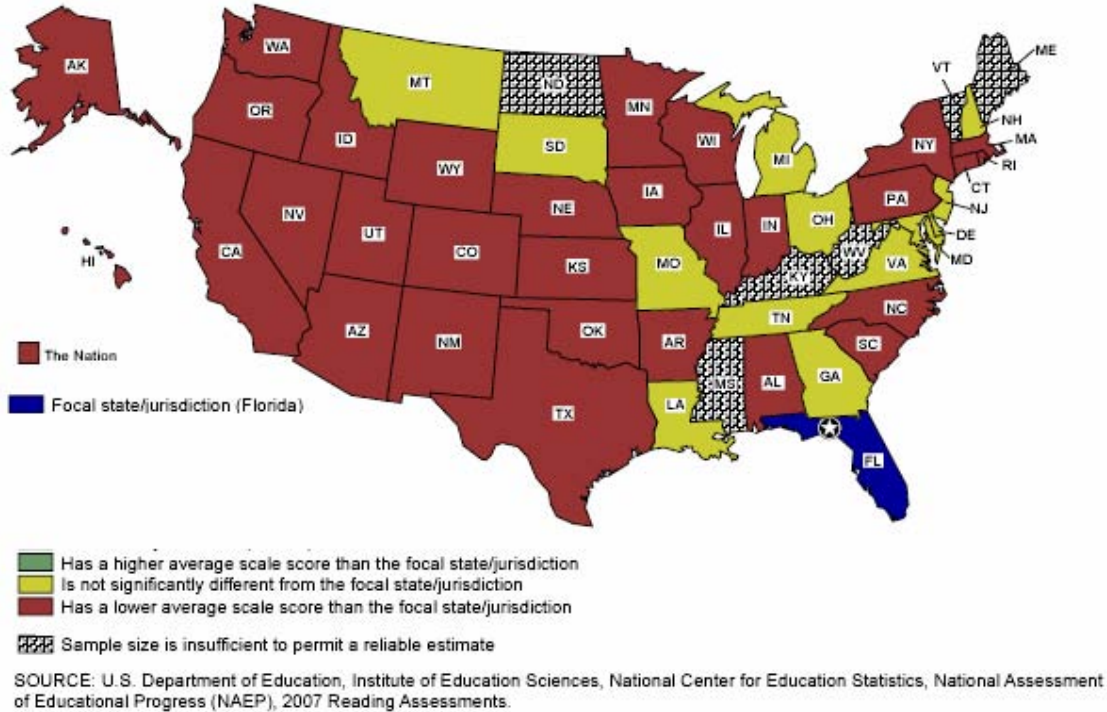 AK
WA
OR
ID
MT
ND
MN
WI
MI
VT
ME
NH
MA
RI
CT
NY
PA
NJ
DE
MD
SD
WY
NV
UT
CO
CA
NE
IA
IL
IN
OH
WV
VA
KY
KS
MO
TN
NC
SC
HI
AZ
NM
OK
AR
MS
AL
GA
TX
LA
FL
The Nation
Focal state/jurisdiction (Florida)
Has a higher average scale score than the focal state/jurisdiction
Is not significantly different from the focal state/jurisdiction
Has a lower average scale score than the focal state/jurisdiction
Sample size is insufficient to permit a reliable estimate
SOURCE: U.S. Department of Education, Institute of Education Sciences, National Center for Education Statistics, National Assessment
of Educational Progress (NAEP), 2007 Reading Assessments.